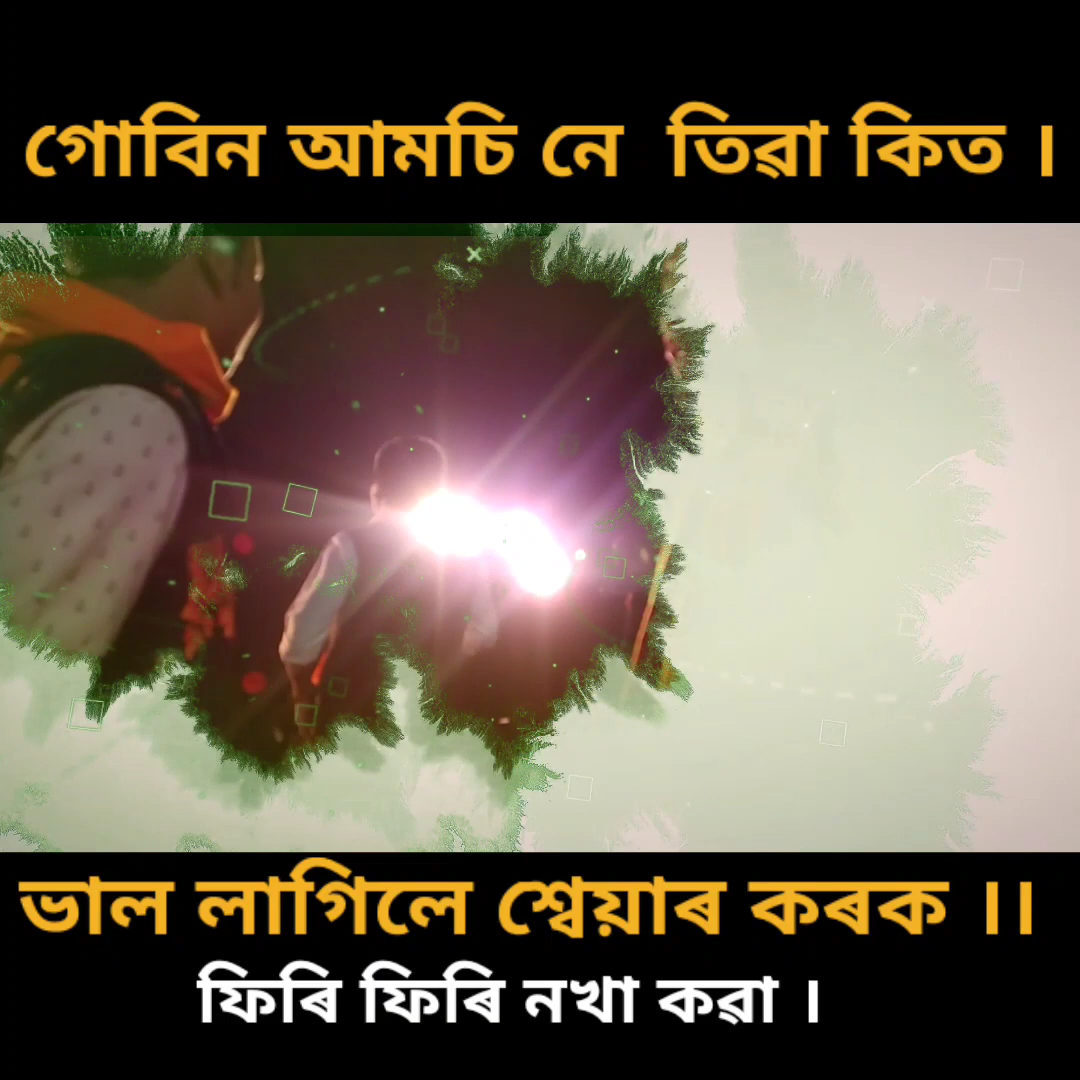 গোবিন আমচি নে তিৱা কিত ।
ভাল লাগিলে শ্বেয়াৰ কৰক ।।
ফিৰি ফিৰি নখা কৱা ।